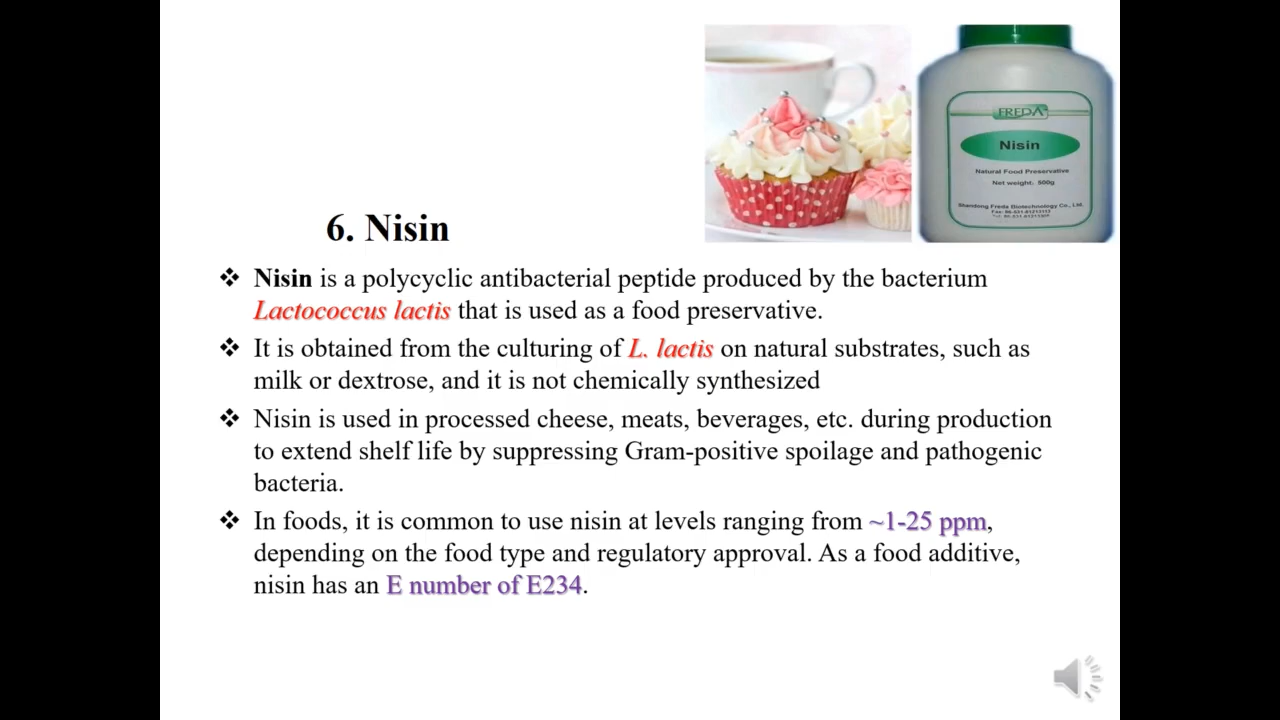 FREDA
Nisin
Natural Food Preservative
Net weight: 500g
Shandong Freda Biotechnology Co., Ltd.
6. Nisin
❖ Nisin is a polycyclic antibacterial peptide produced by the bacterium
Lactococcus lactis that is used as a food preservative.
❖ It is obtained from the culturing of L. lactis on natural substrates, such as
milk or dextrose, and it is not chemically synthesized
❖ Nisin is used in processed cheese, meats, beverages, etc. during production
to extend shelf life by suppressing Gram-positive spoilage and pathogenic
bacteria.
❖ In foods, it is common to use nisin at levels ranging from ~1-25 ppm,
depending on the food type and regulatory approval. As a food additive,
nisin has an E number of E234.